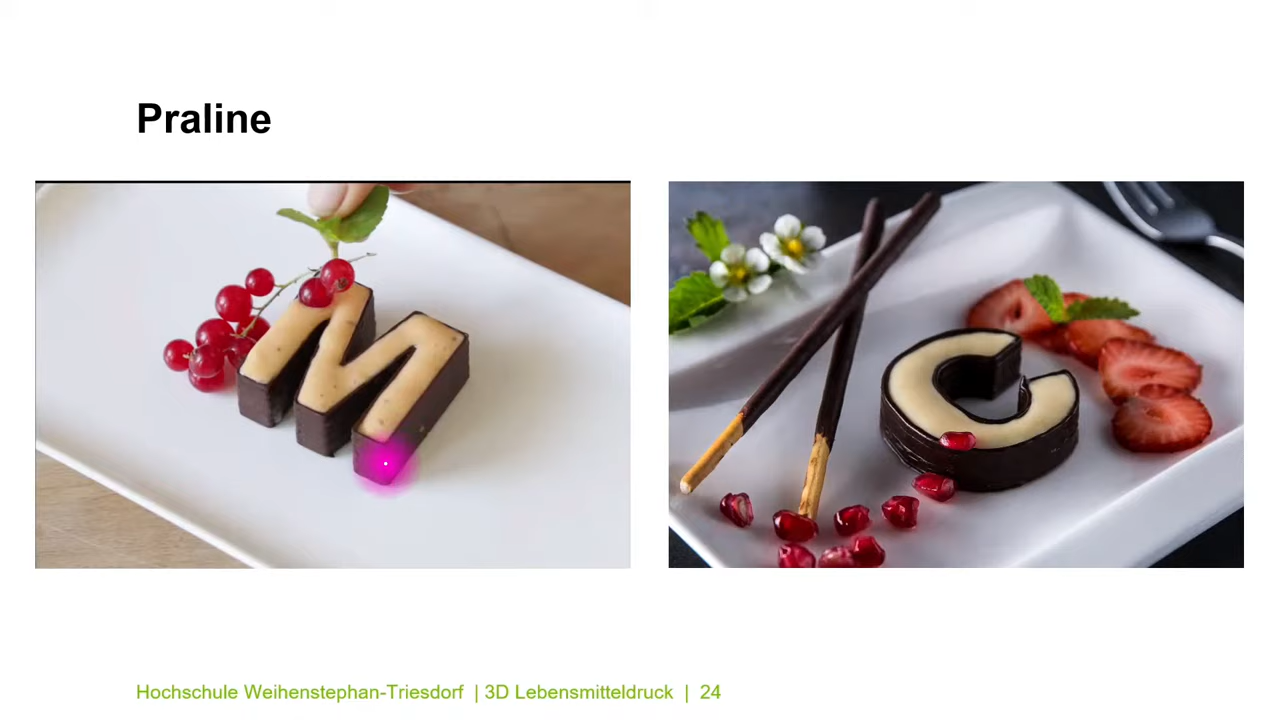 Praline
M
C
Hochschule Weihenstephan-Triesdorf | 3D Lebensmitteldruck | 24